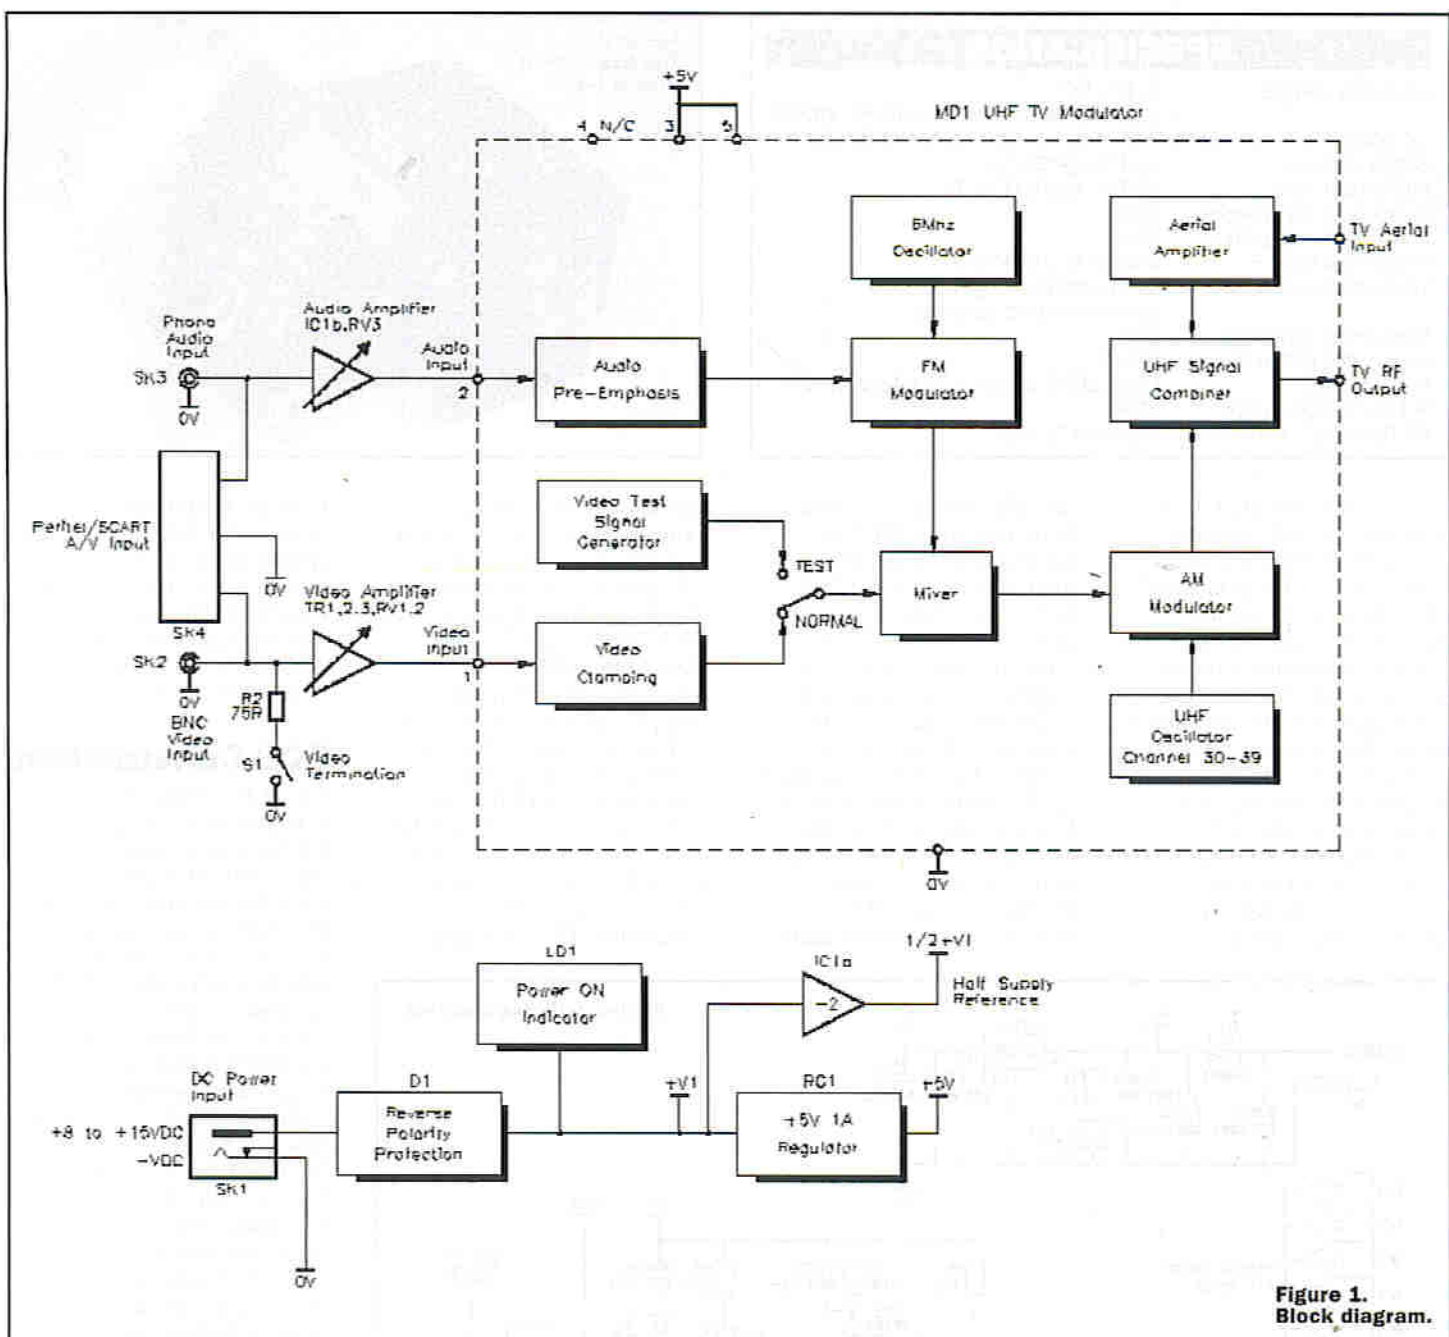 +5V
MD1 UHF TV Modulator
4 N/C 3 5
6Mhz
Oscillator
Aerial
Amplifier
TV Aerial
Input
Phono
Audio
Input
Audio Amplifier
IC1b,RV3
Audio
Input
SK3
2
0V
Audio
Pre-Emphasis
FM
Modulator
UHF Signal
Combiner
TV RF
Output
Perhel/SCART
A/V Input
0V
SK4
Video Test
Signal
Generator
TEST
NORMAL
Mixer
AM
Modulator
Video Amplifier
TR1,2,3,RV1,2
Video
Input
SK2
1
0V
BNC
Video
Input
R2
75R
S1
Video
Termination
0V
Video
Clamping
UHF
Oscillator
Channel 30-39
0V
LD1
Power ON
Indicator
IC1a
-2
1/2+V1
Half Supply
Reference
DC Power
Input
+9 to +15VDC
-VDC
SK1
0V
D1
Reverse
Polarity
Protection
+V1
RG1
+5V 1A
Regulator
+5V
Figure 1.
Block diagram.